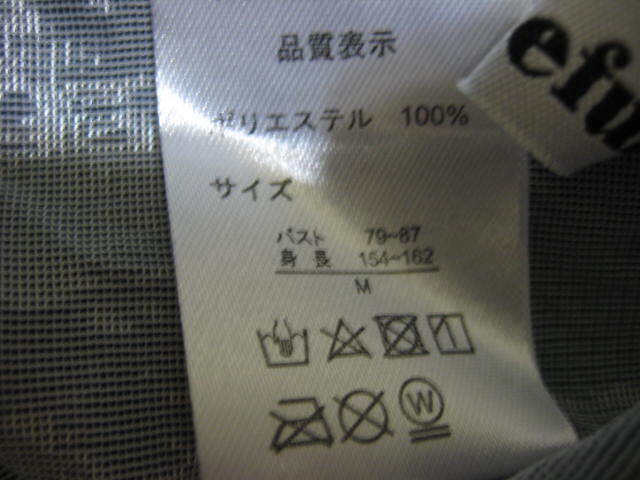 品質表示
efu
ポリエステル 100%
サイズ
バスト 79~87
身長 154~162
M
W